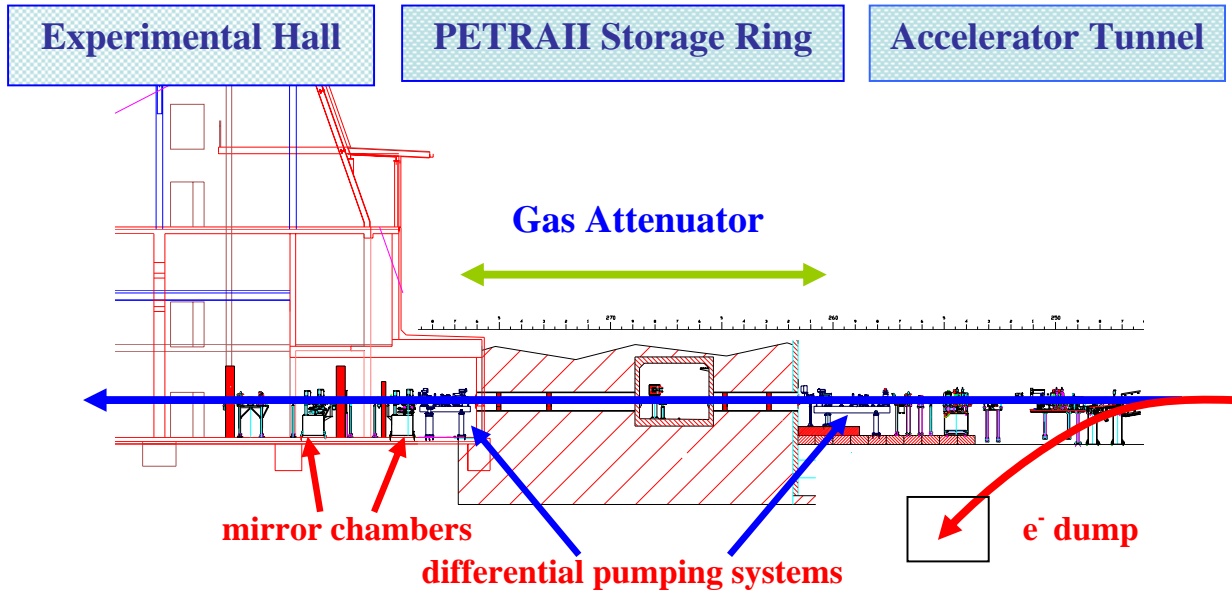 Experimental Hall
PETRAII Storage Ring
Accelerator Tunnel
Gas Attenuator
270 260 250
mirror chambers
differential pumping systems
e⁻ dump